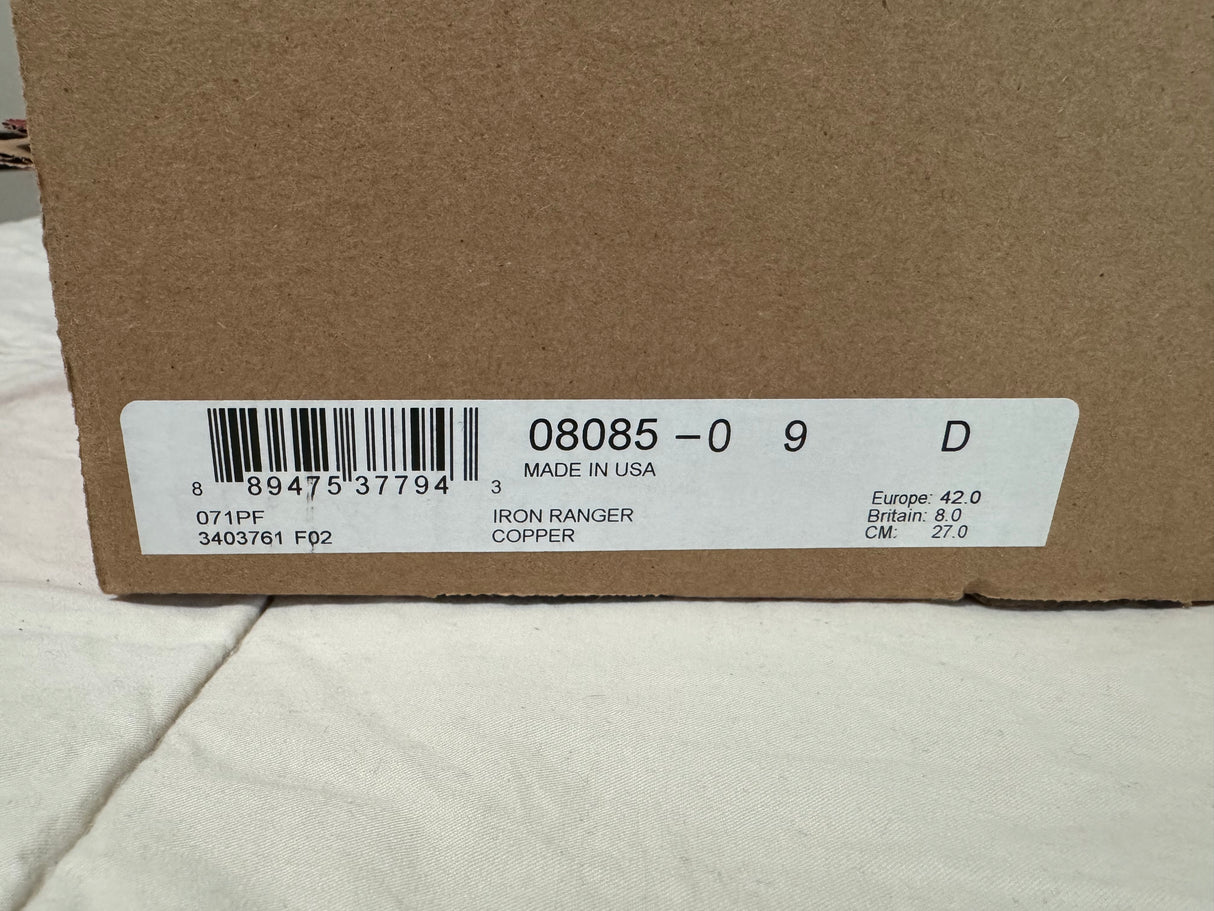 08085 –0 9 D
MADE IN USA
8 89475 37794 3
071PF
3403761 F02
IRON RANGER
COPPER
Europe: 42.0
Britain: 8.0
CM: 27.0